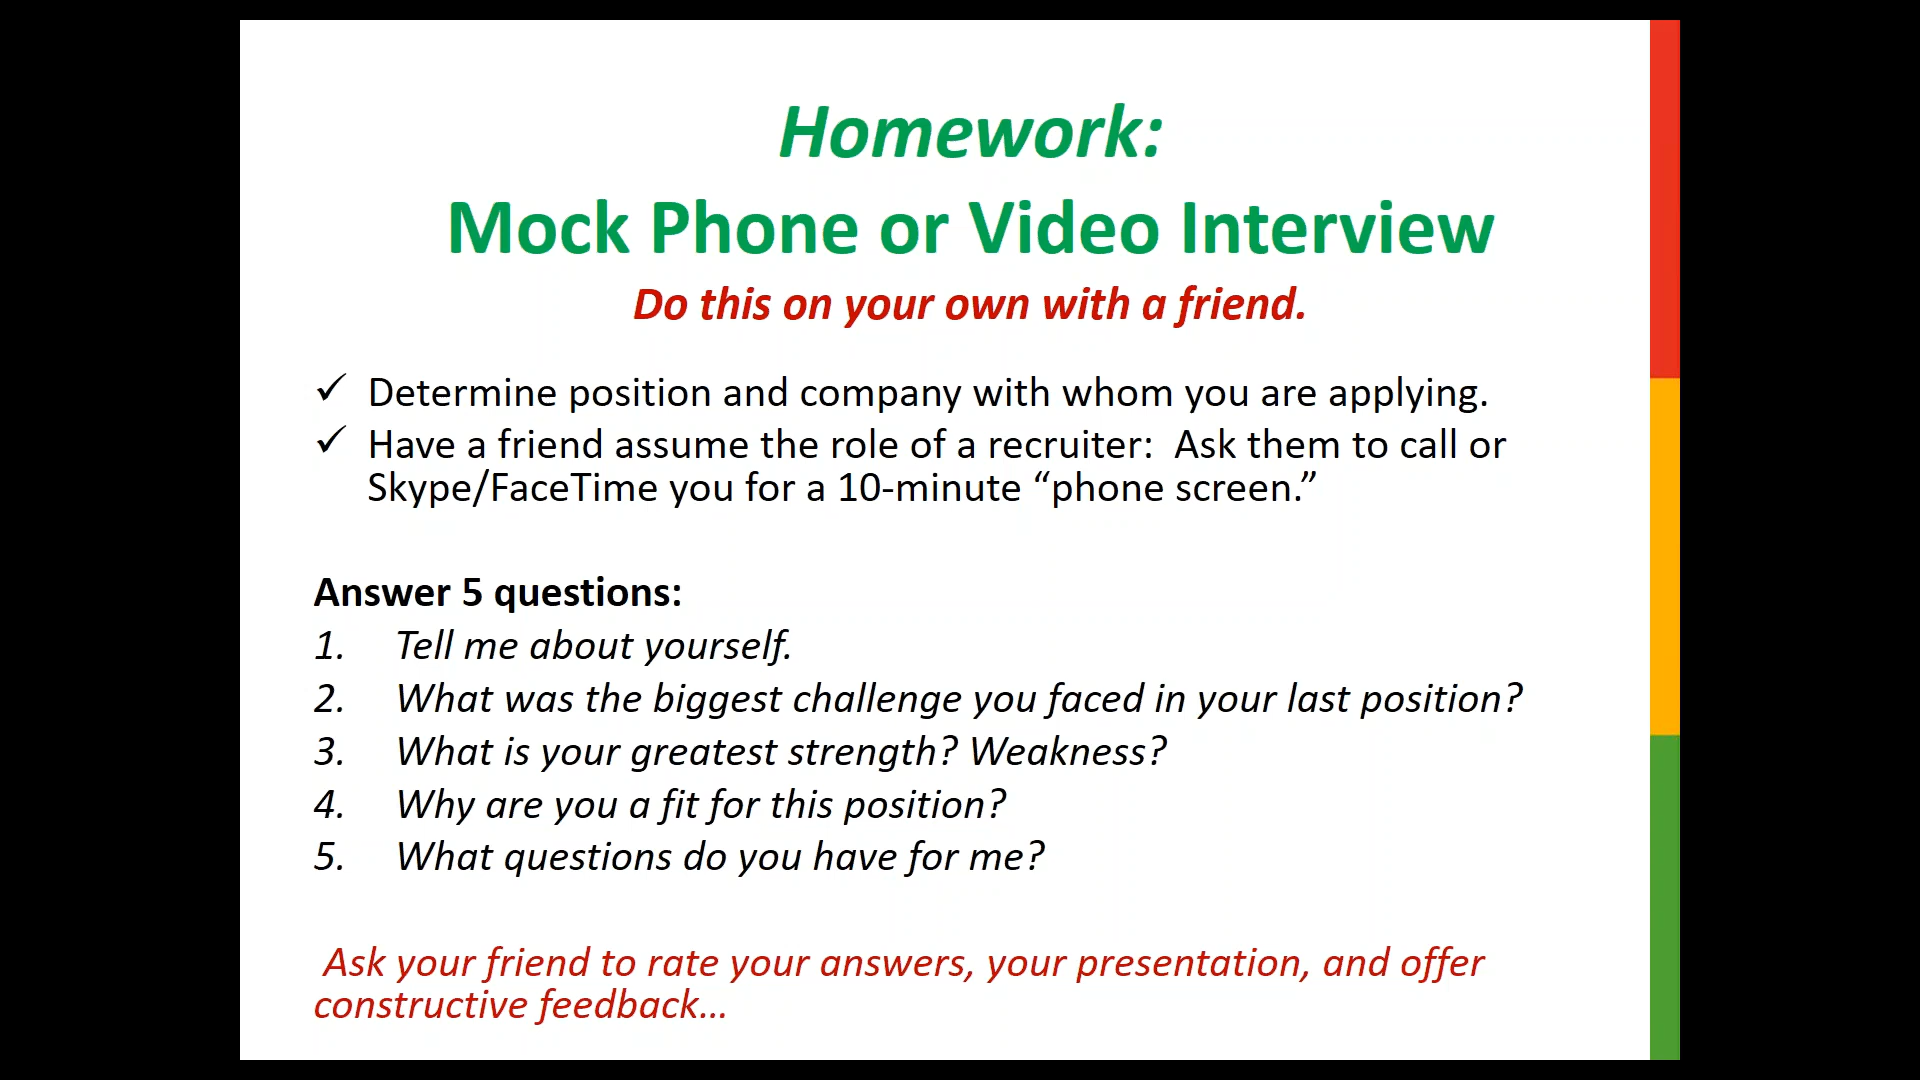 Homework:
Mock Phone or Video Interview
Do this on your own with a friend.
✓ Determine position and company with whom you are applying.
✓ Have a friend assume the role of a recruiter:  Ask them to call or
Skype/FaceTime you for a 10-minute “phone screen.”
Answer 5 questions:
1. Tell me about yourself.
2. What was the biggest challenge you faced in your last position?
3. What is your greatest strength? Weakness?
4. Why are you a fit for this position?
5. What questions do you have for me?
Ask your friend to rate your answers, your presentation, and offer
constructive feedback…